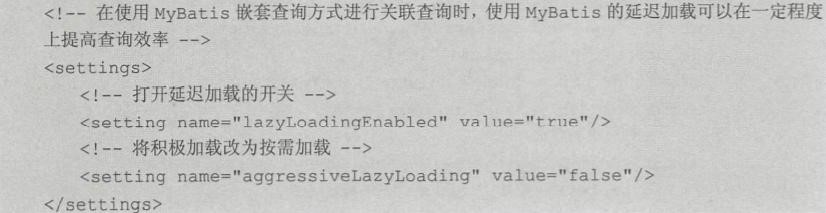 <!-- 在使用 MyBatis 嵌套查询方式进行关联查询时，使用 MyBatis 的延迟加载可以在一定程度
上提高查询效率 -->
<settings>
<!-- 打开延迟加载的开关 -->
<setting name="lazyLoadingEnabled" value="true"/>
<!-- 将积极加载改为按需加载 -->
<setting name="aggressiveLazyLoading" value="false"/>
</settings>